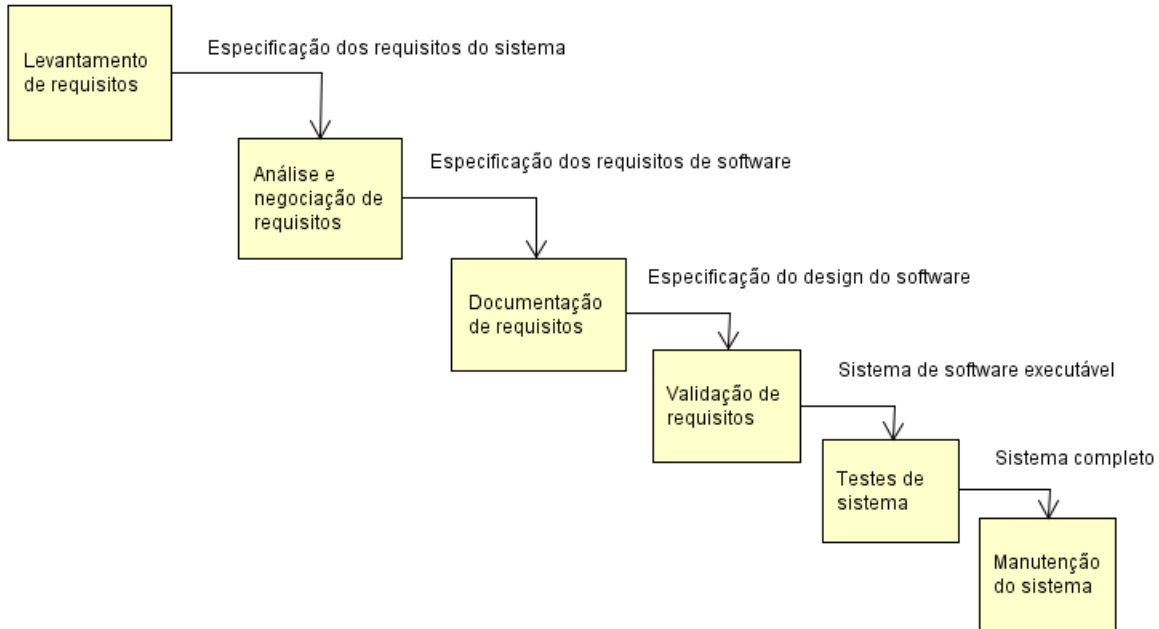 Levantamento
de requisitos
Especificação dos requisitos do sistema
Análise e
negociação de
requisitos
Especificação dos requisitos de software
Documentação
de requisitos
Especificação do design do software
Validação de
requisitos
Sistema de software executável
Testes de
sistema
Sistema completo
Manutenção
do sistema